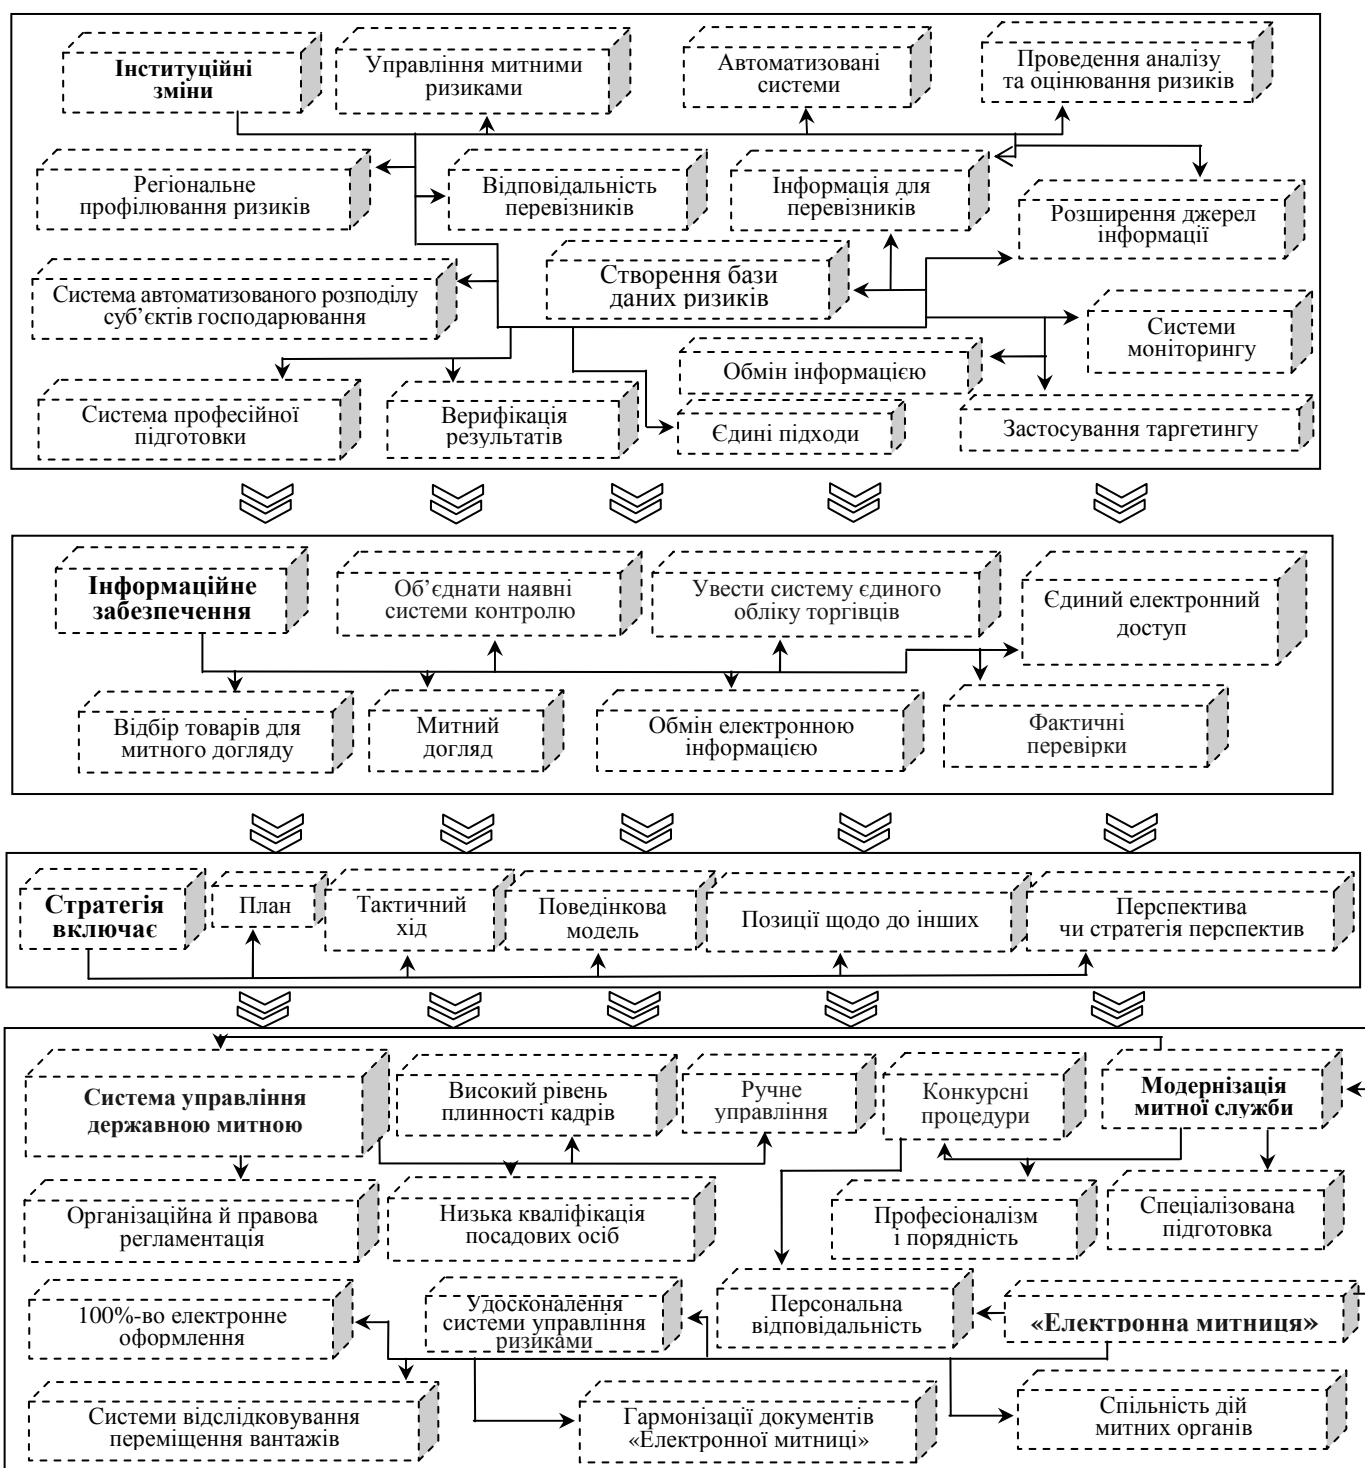 Інституційні
зміни
Управління митними
ризиками
Автоматизовані
системи
Проведення аналізу
та оцінювання ризиків
Регіональне
профілювання ризиків
Відповідальність
перевізників
Інформація для
перевізників
Розширення джерел
інформації
Система автоматизованого розподілу
суб’єктів господарювання
Створення бази
даних ризиків
Системи
моніторингу
Обмін інформацією
Система професійної
підготовки
Верифікація
результатів
Єдині підходи
Застосування таргетингу
Інформаційне
забезпечення
Об’єднати наявні
системи контролю
Увести систему єдиного
обліку торгівців
Єдиний електронний
доступ
Відбір товарів для
митного догляду
Митний
догляд
Обмін електронною
інформацією
Фактичні
перевірки
Стратегія
включає
План
Тактичний
хід
Поведінкова
модель
Позиції щодо до інших
Перспектива
чи стратегія перспектив
Система управління
державною митною
Високий рівень
плинності кадрів
Ручне
управління
Конкурсні
процедури
Модернізація
митної служби
Організаційна й правова
регламентація
Низька кваліфікація
посадових осіб
Професіоналізм
і порядність
Спеціалізована
підготовка
100%-во електронне
оформлення
Удосконалення
системи управління
ризиками
Персональна
відповідальність
«Електронна митниця»
Системи відслідковування
переміщення вантажів
Гармонізації документів
«Електронної митниці»
Спільність дій
митних органів